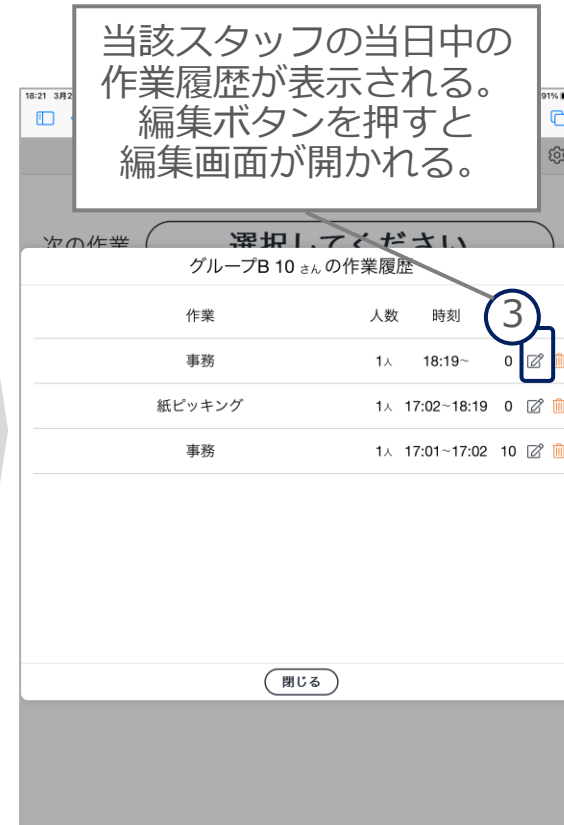 当該スタッフの当日中の
作業履歴が表示される。
編集ボタンを押すと
編集画面が開かれる。
18:21 3月2
91%
次の作業 選択してください
グループB 10 さん の作業履歴
作業 人数 時刻 3
事務 1人 18:19~ 0
紙ピッキング 1人 17:02~18:19 0
事務 1人 17:01~17:02 10
閉じる